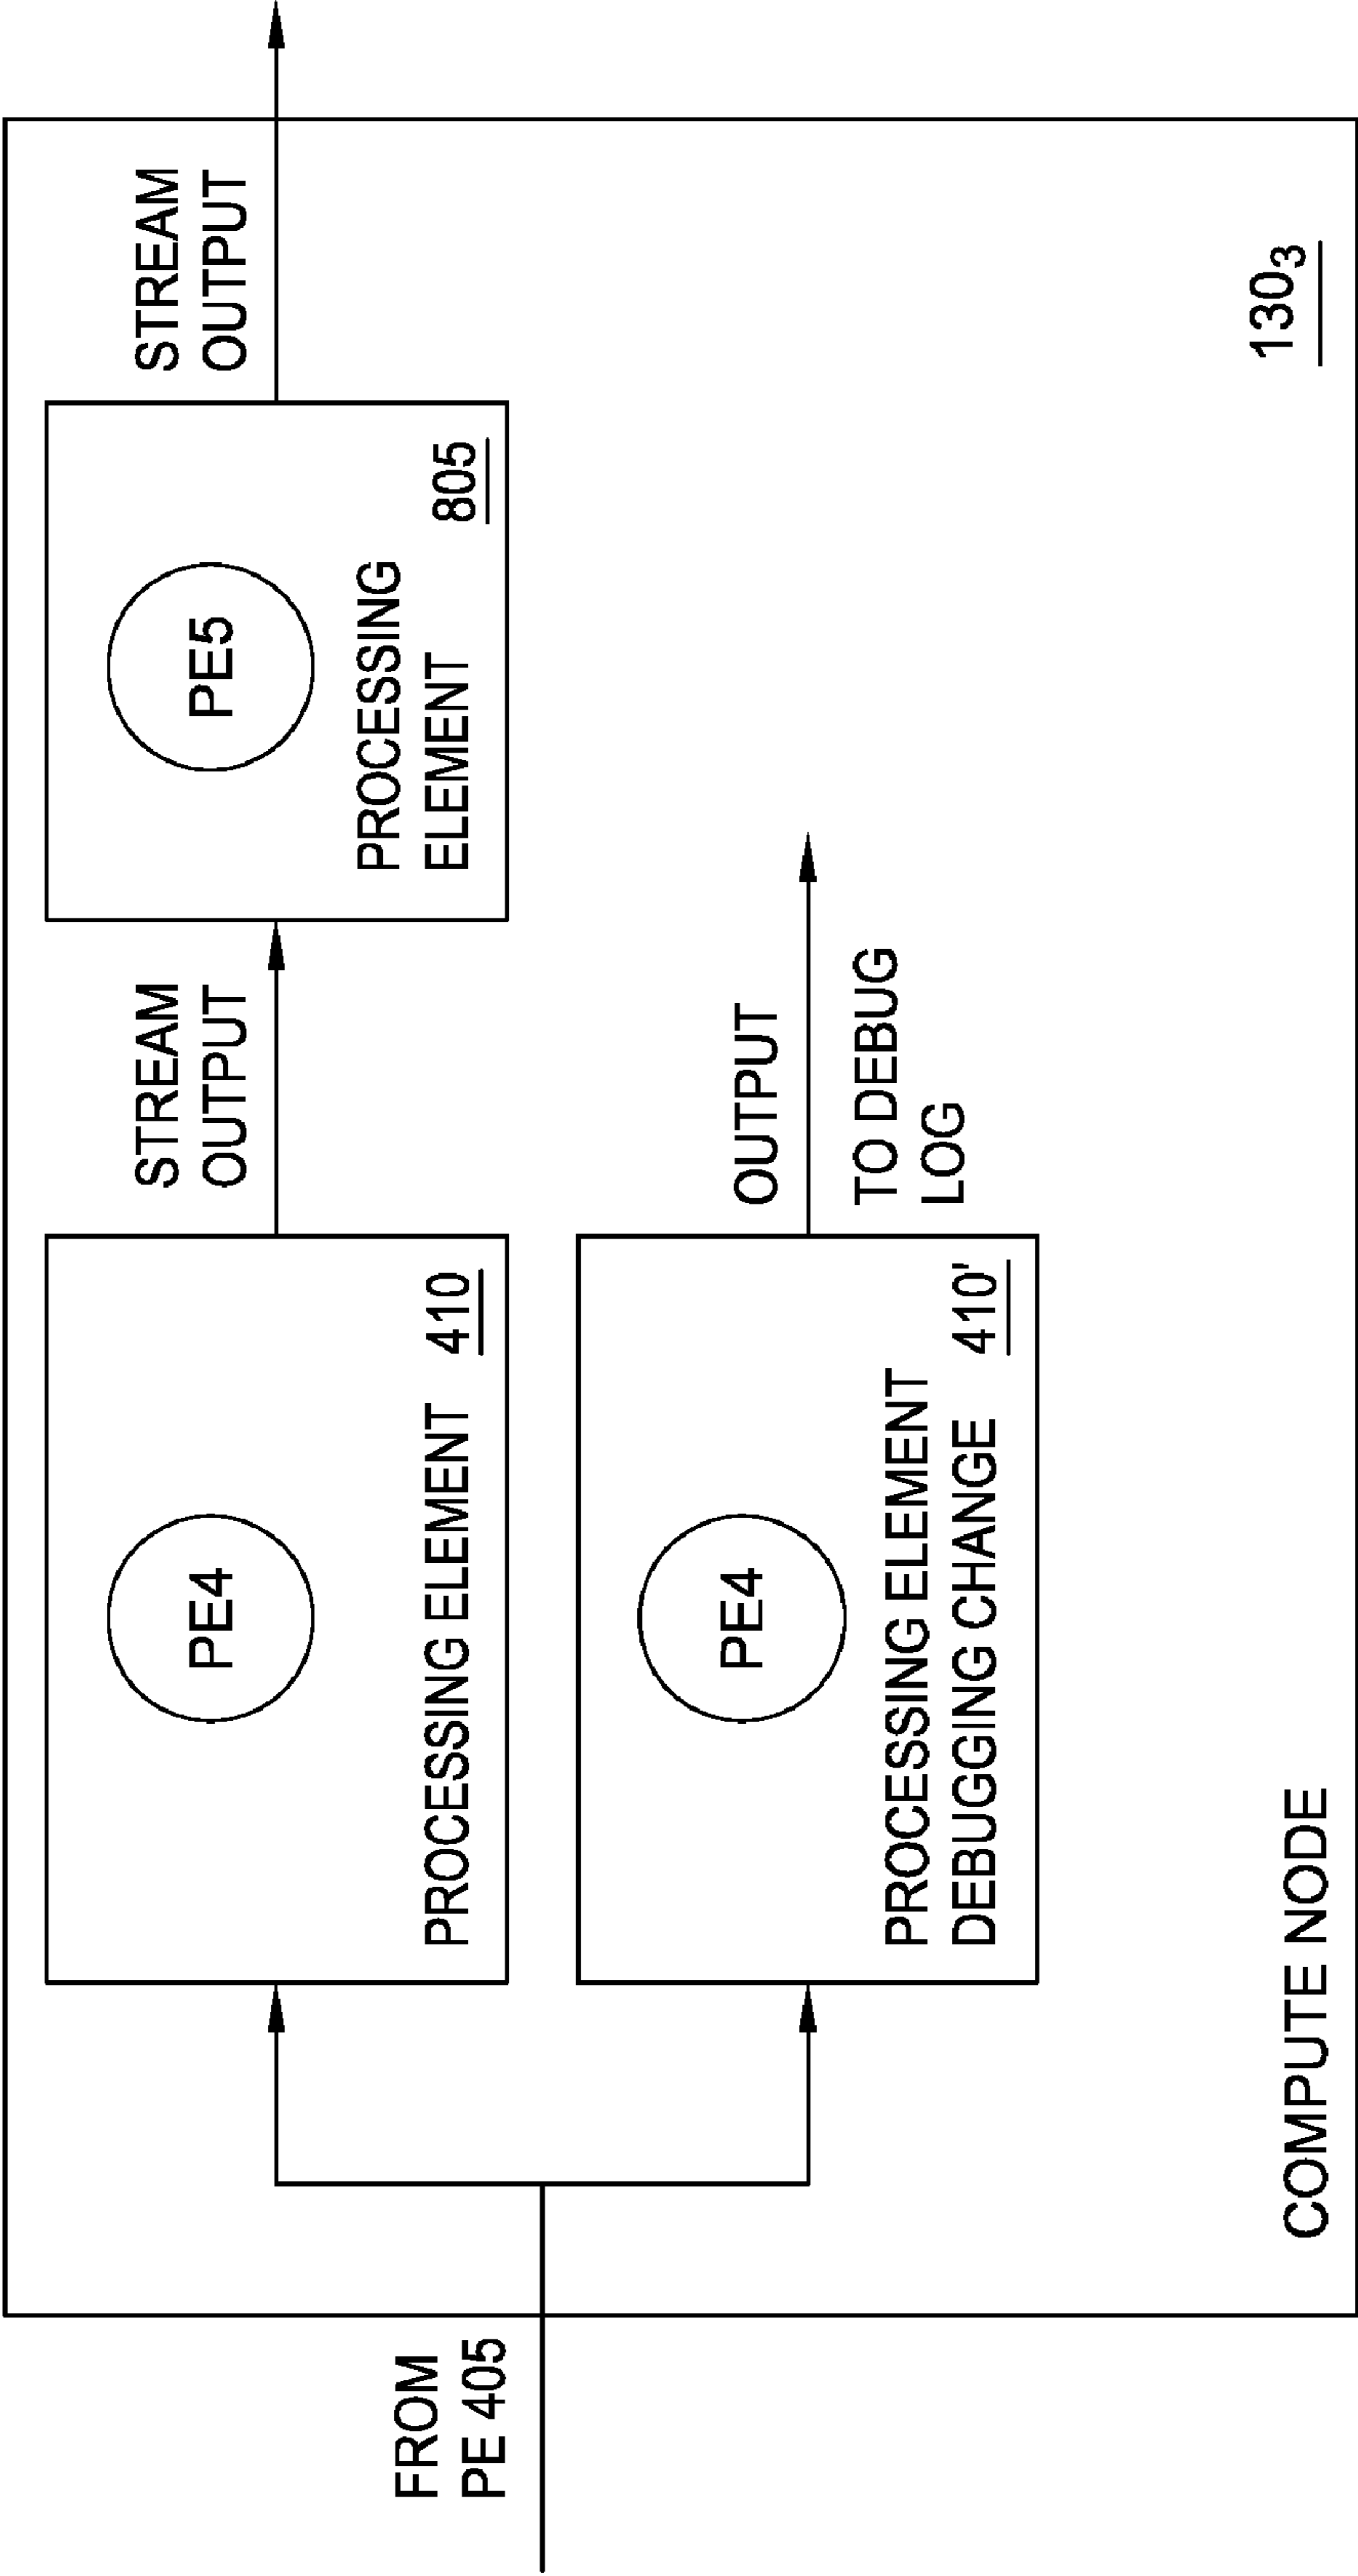 FROM
PE 405
PE4
PROCESSING ELEMENT 410
STREAM
OUTPUT
PE5
PROCESSING
ELEMENT
805
STREAM
OUTPUT
PE4
PROCESSING ELEMENT
DEBUGGING CHANGE 410'
OUTPUT
TO DEBUG
LOG
COMPUTE NODE
130₃